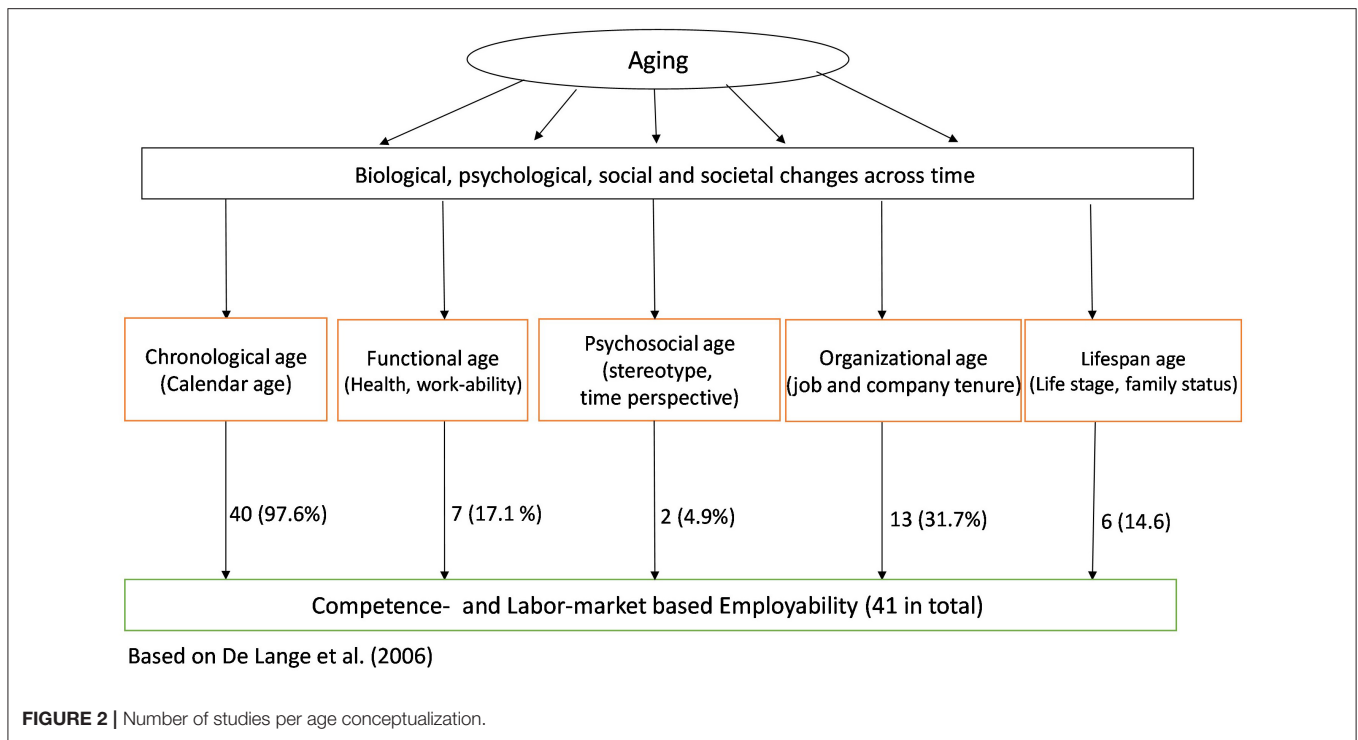 Aging
Biological, psychological, social and societal changes across time
Chronological age
(Calendar age)
Functional age
(Health, work-ability)
Psychosocial age
(stereotype,
time perspective)
Organizational age
(job and company tenure)
Lifespan age
(Life stage, family status)
40 (97.6%)
7 (17.1 %)
2 (4.9%)
13 (31.7%)
6 (14.6)
Competence- and Labor-market based Employability (41 in total)
Based on De Lange et al. (2006)
FIGURE 2 | Number of studies per age conceptualization.